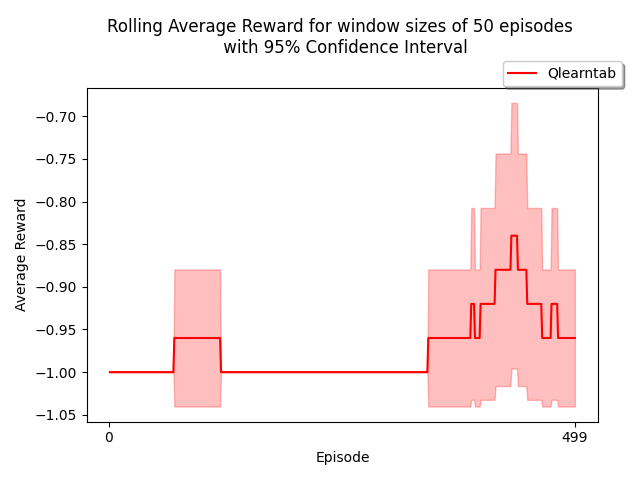 Rolling Average Reward for window sizes of 50 episodes
with 95% Confidence Interval
Qlearntab
−0.70
−0.75
−0.80
−0.85
−0.90
−0.95
−1.00
−1.05
Average Reward
0
499
Episode